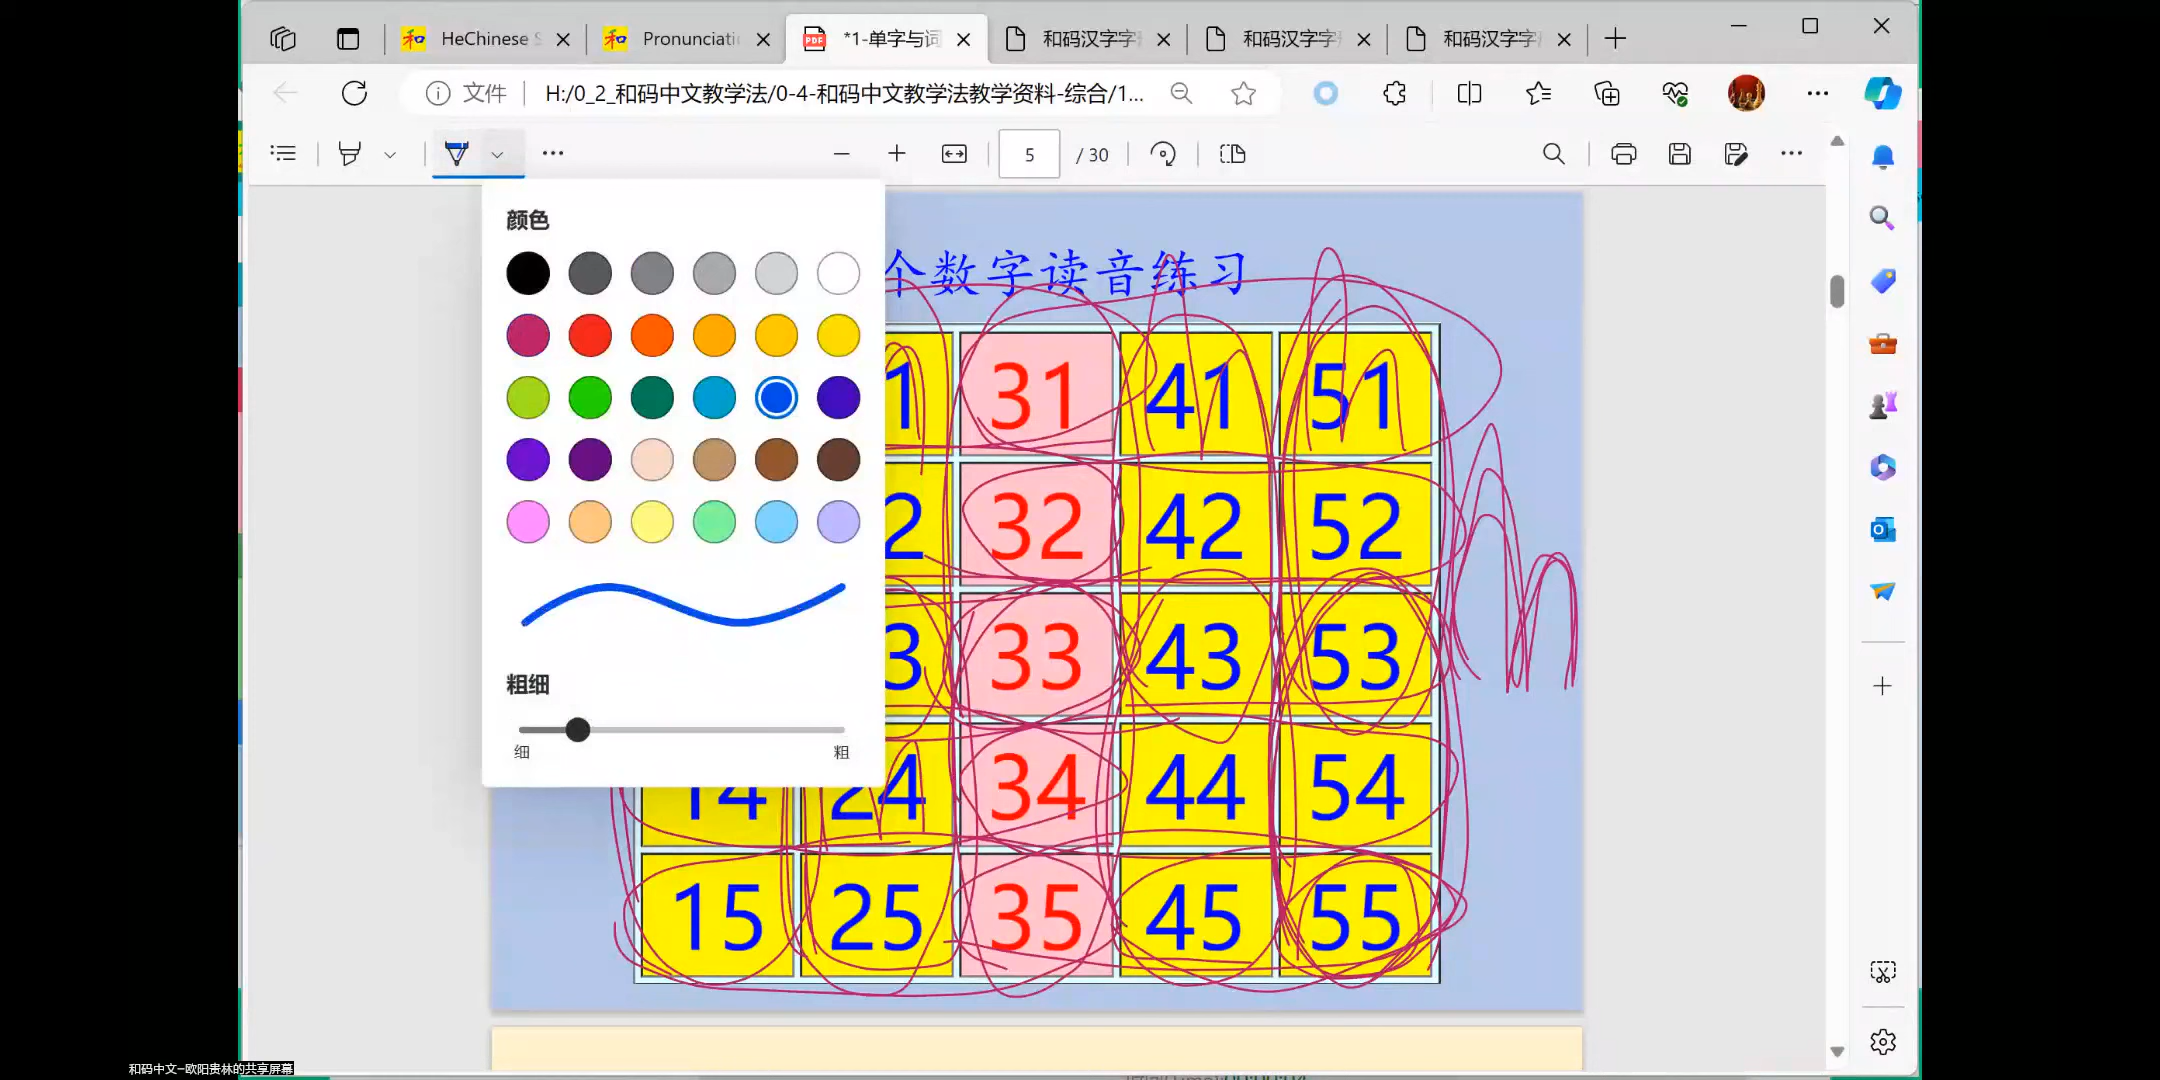 HeChinese
Pronunciati
*1-单字与词
和码汉字字
和码汉字字
和码汉字字
文件
H:/0_2_和码中文教学法/0-4-和码中文教学法教学资料-综合/1...
5 / 30
颜色
个数字读音练习
1 31 41 51
2 32 42 52
3 33 43 53
粗细
细 粗
14 24 34 44 54
15 25 35 45 55
和码中文-欧阳贵林的共享屏幕